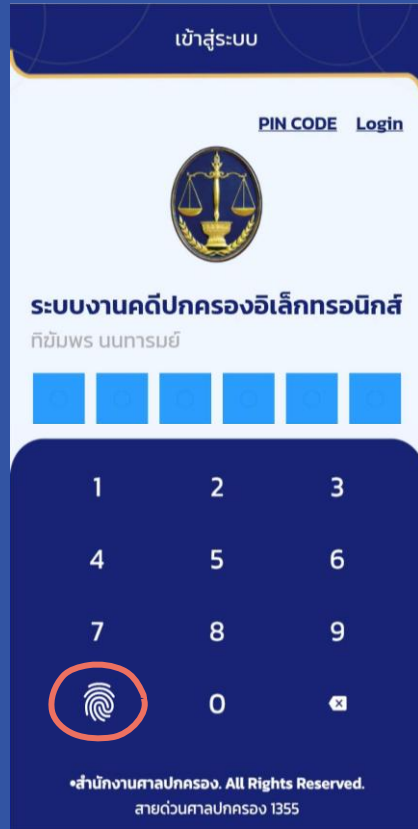 เข้าสู่ระบบ
PIN CODE Login
ระบบงานคดีปกครองอิเล็กทรอนิกส์
ทิฆัมพร นนทารมย์
1 2 3
4 5 6
7 8 9
0
•สำนักงานศาลปกครอง. All Rights Reserved.
สายด่วนศาลปกครอง 1355